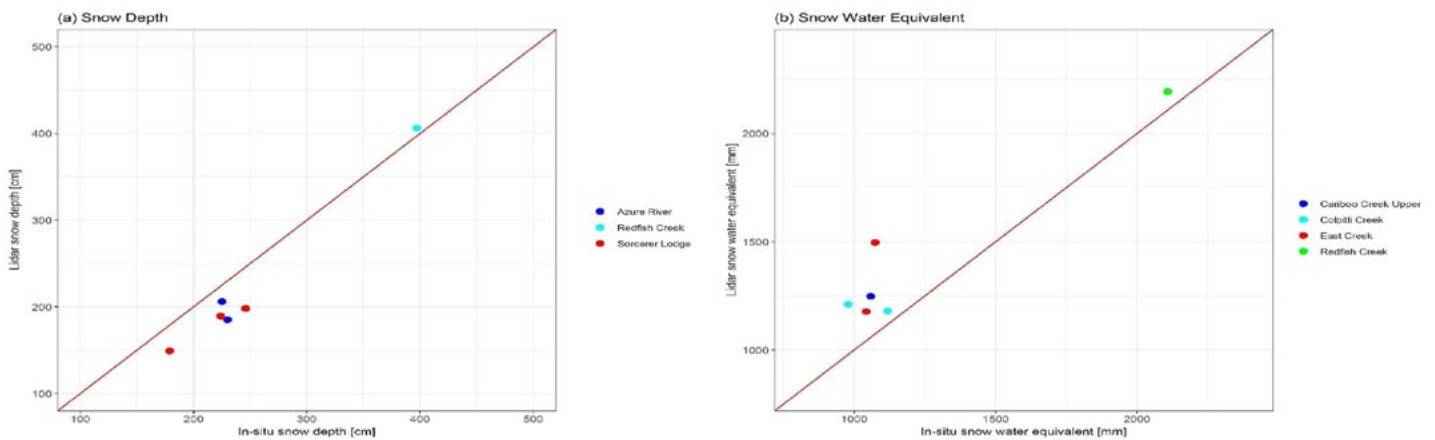 (a) Snow Depth
500
400
300
200
100
Lidar snow depth [cm]
100 200 300 400 500
In-situ snow depth [cm]
Azure River
Redfish Creek
Sorcerer Lodge
(b) Snow Water Equivalent
2000
1500
1000
Lidar snow water equivalent [mm]
1000 1500 2000
In-situ snow water equivalent [mm]
Cariboo Creek Upper
Colpitti Creek
East Creek
Redfish Creek